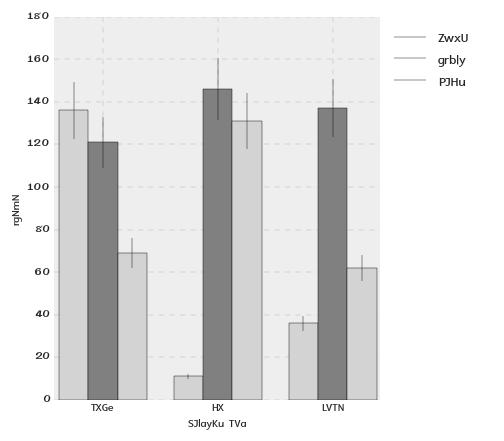 180
160
140
120
100
80
60
40
20
0
rgNmN
TXGe HX LVTN
SJlayKu TVa
ZwxU
grbly
PJHu